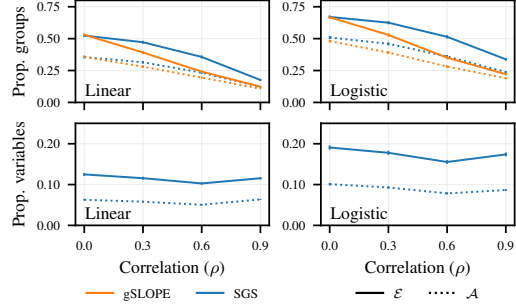 Prop. groups
0.75
0.50
0.25
0.00
Linear
0.75
0.50
0.25
0.00
Logistic
Prop. variables
0.20
0.10
0.00
Linear
0.0 0.3 0.6 0.9
Correlation (ρ)
0.20
0.10
0.00
Logistic
0.0 0.3 0.6 0.9
Correlation (ρ)
gSLOPE SGS ℰ 𝒜